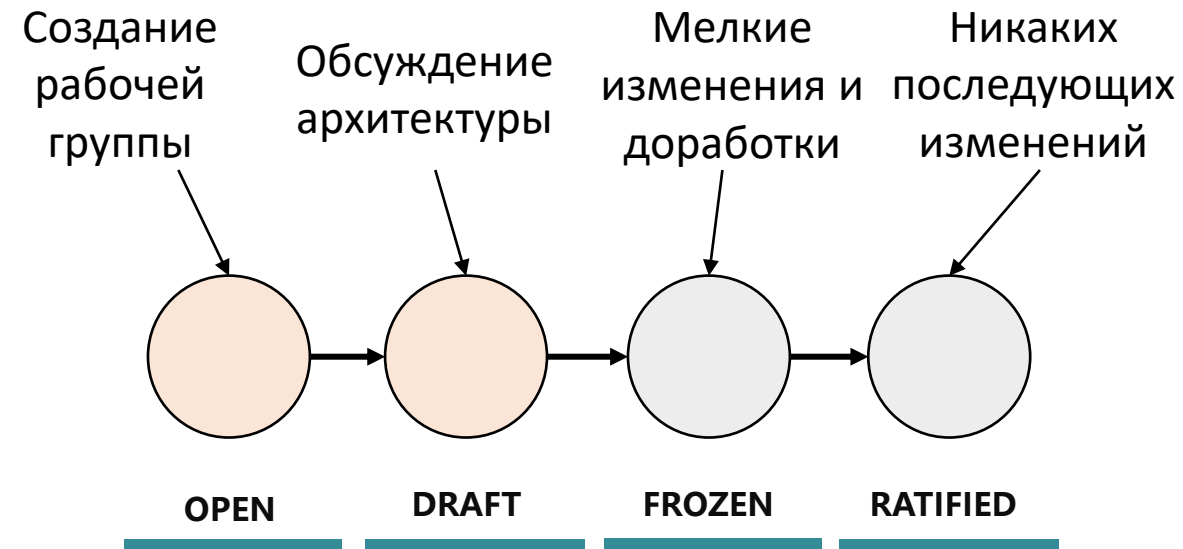 Создание
рабочей
группы
Обсуждение
архитектуры
Мелкие
изменения и
доработки
Никаких
последующих
изменений
OPEN
DRAFT
FROZEN
RATIFIED